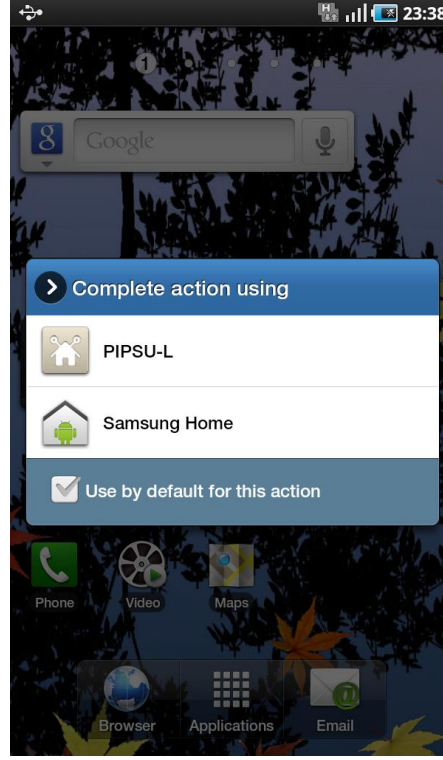 H
23:38
1
8
Google
Complete action using
PIPSU-L
Samsung Home
Use by default for this action
Phone Video Maps
@
Browser Applications Email